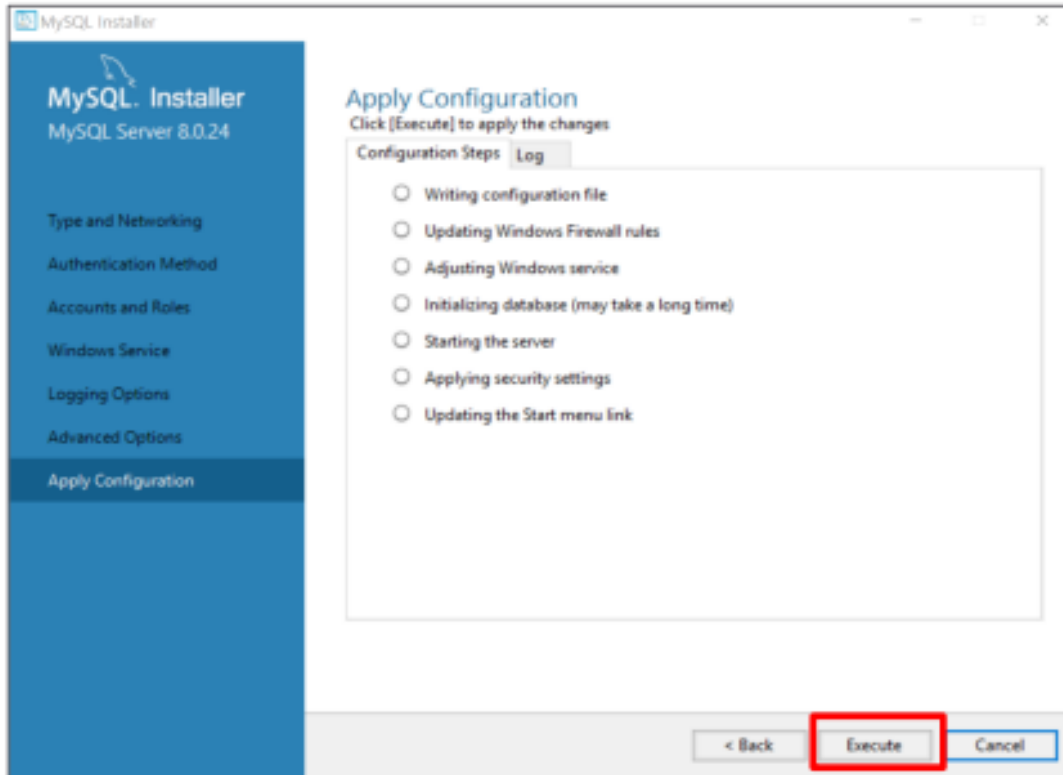 MySQL Installer
MySQL. Installer
MySQL Server 8.0.24
Type and Networking
Authentication Method
Accounts and Roles
Windows Service
Logging Options
Advanced Options
Apply Configuration
Apply Configuration
Click [Execute] to apply the changes
Configuration Steps Log
Writing configuration file
Updating Windows Firewall rules
Adjusting Windows service
Initializing database (may take a long time)
Starting the server
Applying security settings
Updating the Start menu link
< Back Execute Cancel